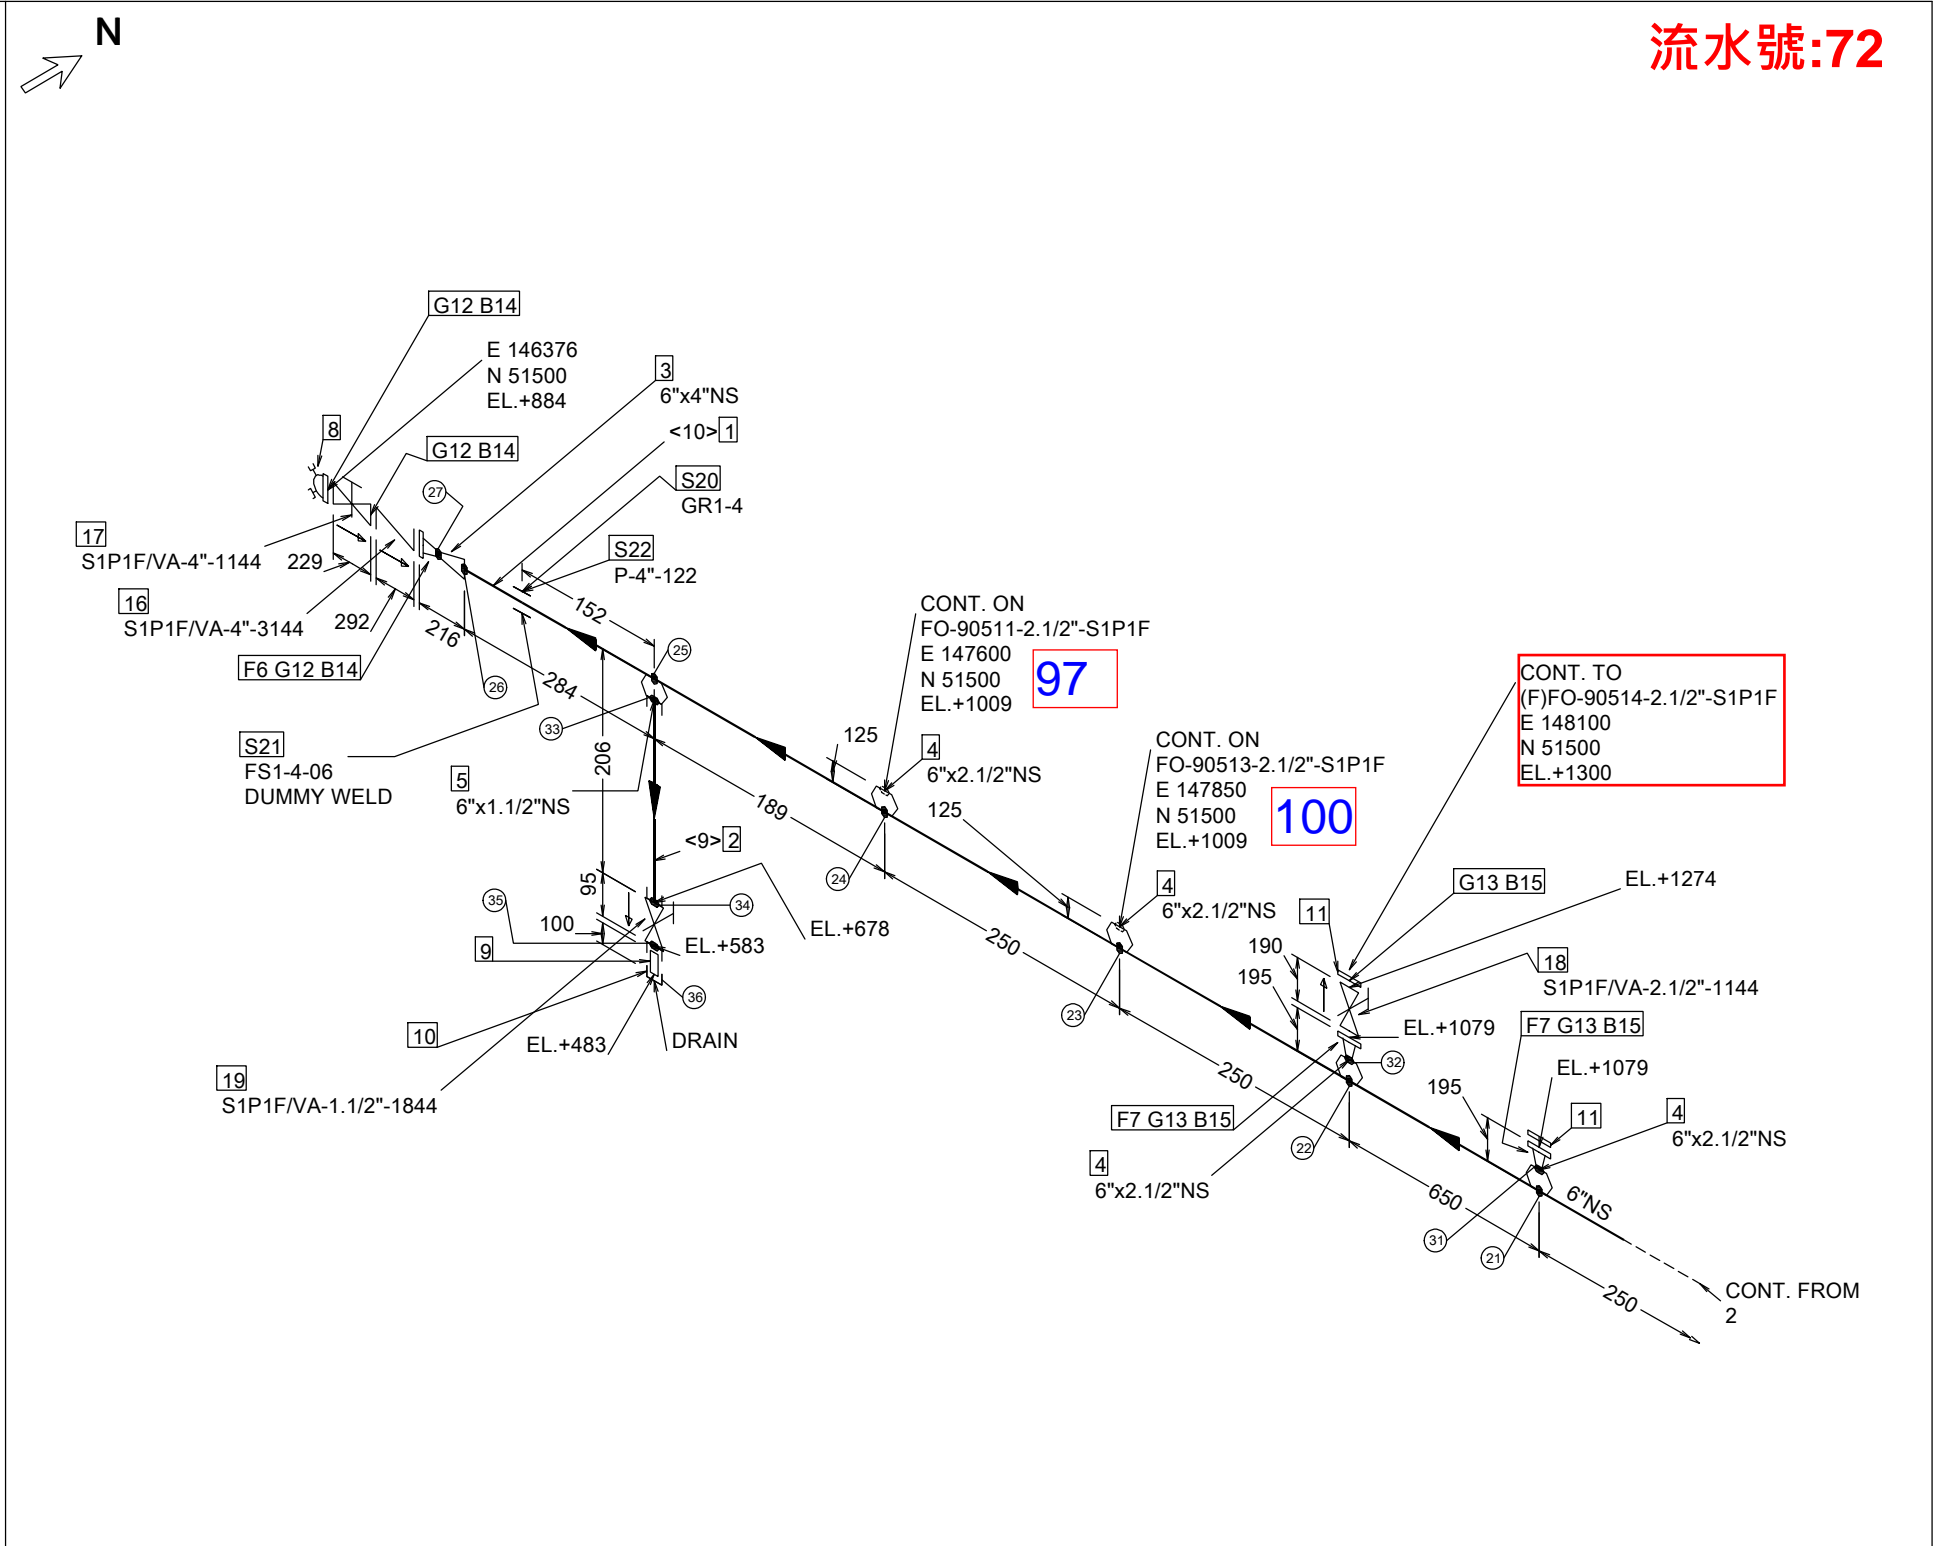 N
流水號:72
G12 B14
E 146376
N 51500
EL.+884
3
6"x4"NS
<10> 1
8
G12 B14
S20
GR1-4
27
17
S1P1F/VA-4"-1144
229
S22
P-4"-122
152
16
S1P1F/VA-4"-3144
292
216
F6 G12 B14
26
284
25
33
CONT. ON
FO-90511-2.1/2"-S1P1F
E 147600
N 51500
EL.+1009
97
CONT. TO
(F)FO-90514-2.1/2"-S1P1F
E 148100
N 51500
EL.+1300
S21
FS1-4-06
DUMMY WELD
206
5
6"x1.1/2"NS
189
125
4
6"x2.1/2"NS
CONT. ON
FO-90513-2.1/2"-S1P1F
E 147850
N 51500
EL.+1009
100
125
<9> 2
24
95
35
34
100
EL.+678
EL.+583
9
36
10
EL.+483
DRAIN
19
S1P1F/VA-1.1/2"-1844
4
6"x2.1/2"NS
250
23
G13 B15
EL.+1274
11
190
195
18
S1P1F/VA-2.1/2"-1144
EL.+1079
F7 G13 B15
32
250
F7 G13 B15
22
4
6"x2.1/2"NS
EL.+1079
195
11
4
6"x2.1/2"NS
650
6"NS
31
21
250
CONT. FROM
2